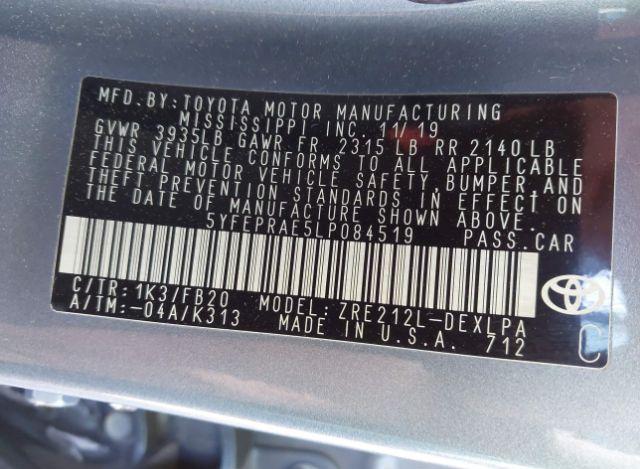 MFD. BY: TOYOTA MOTOR MANUFACTURING
MISSISSIPPI INC. 11/19
GVWR 3935LB GAWR FR 2315LB RR 2140LB
THIS VEHICLE CONFORMS TO ALL APPLICABLE
FEDERAL MOTOR VEHICLE SAFETY, BUMPER, AND
THEFT PREVENTION STANDARDS IN EFFECT ON
THE DATE OF MANUFACTURE SHOWN ABOVE.
5YFEPRAE5LP084519 PASS. CAR
C/TR: 1K3/FB20 MODEL: ZRE212L-DEXLPA
A/TM: -04A/K313 MADE IN U.S.A. 712
C